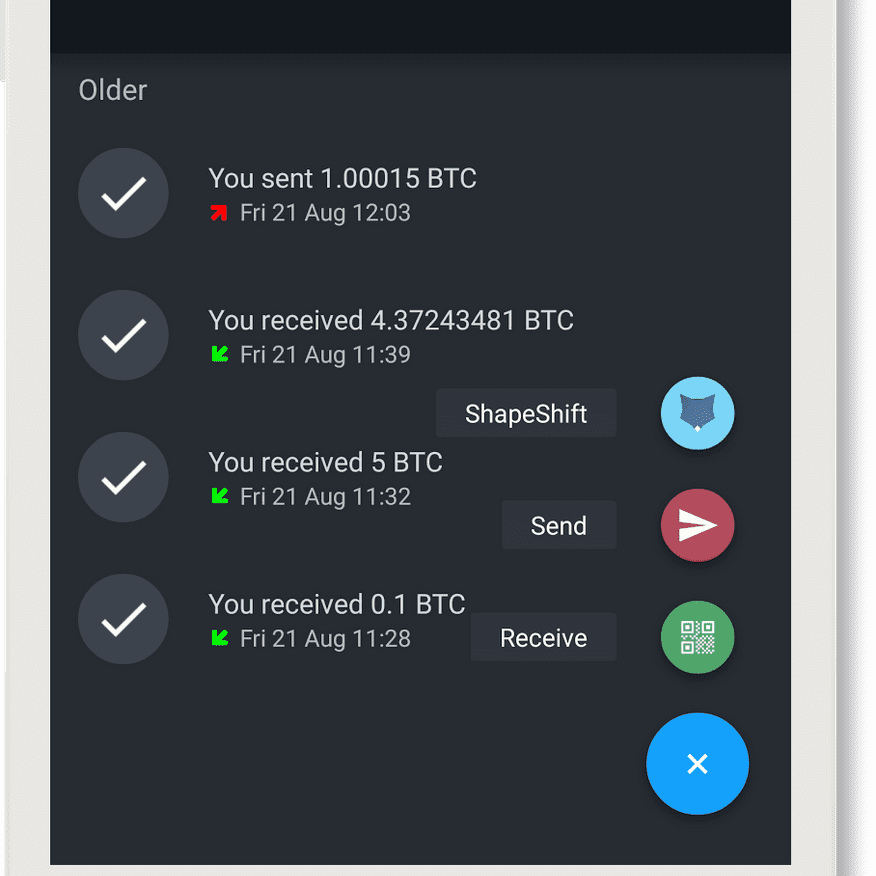 Older
You sent 1.00015 BTC
Fri 21 Aug 12:03
You received 4.37243481 BTC
Fri 21 Aug 11:39
ShapeShift
You received 5 BTC
Fri 21 Aug 11:32
Send
You received 0.1 BTC
Fri 21 Aug 11:28
Receive